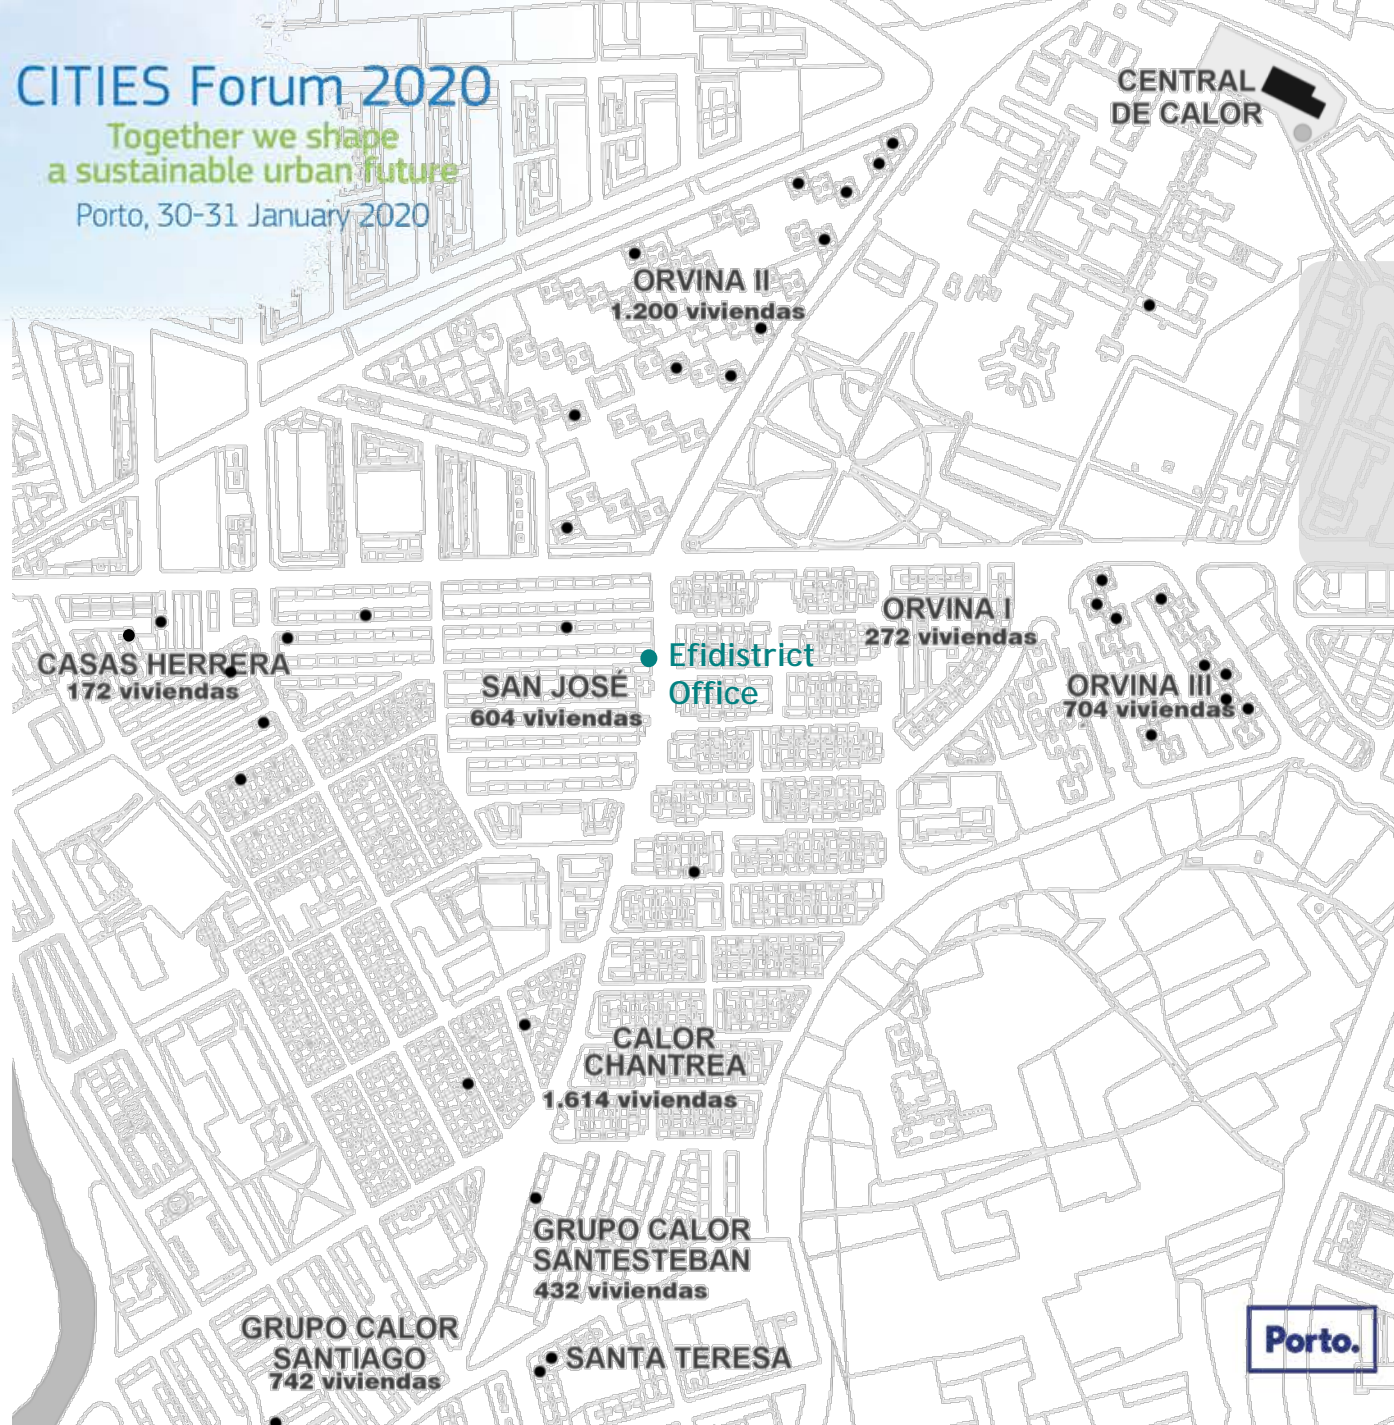 CITIES Forum 2020
Together we shape
a sustainable urban future
Porto, 30-31 January 2020
CENTRAL
DE CALOR
ORVINA II
1.200 viviendas
ORVINA I
272 viviendas
Efidistrict
Office
CASAS HERRERA
172 viviendas
SAN JOSÉ
604 viviendas
ORVINA III
704 viviendas
CALOR
CHANTREA
1.614 viviendas
GRUPO CALOR
SANTESTEBAN
432 viviendas
GRUPO CALOR
SANTIAGO
742 viviendas
SANTA TERESA
Porto.